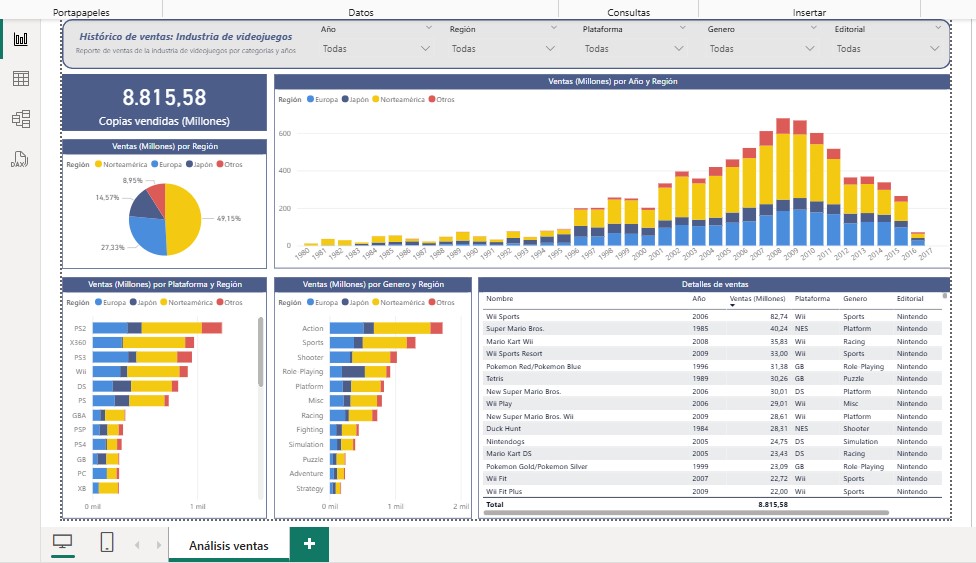 Portapapeles Datos Consultas Insertar
Histórico de ventas: Industria de videojuegos
Reporte de ventas de la industria de videojuegos por categorías y años
Año Región Plataforma Genero Editorial
Todas Todas Todas Todas Todas
8.815,58
Copias vendidas (Millones)
Ventas (Millones) por Región
Región Norteamérica Europa Japón Otros
8,95%
14,57%
49,15%
27,33%
Ventas (Millones) por Año y Región
Región Europa Japón Norteamérica Otros
600
400
200
0
1980 1981 1982 1983 1984 1985 1986 1987 1988 1989 1990 1991 1992 1993 1994 1995 1996 1997 1998 1999 2000 2001 2002 2003 2004 2005 2006 2007 2008 2009 2010 2011 2012 2013 2014 2015 2016 2017
Ventas (Millones) por Plataforma y Región
Región Europa Japón Norteamérica Otros
PS2
X360
PS3
Wii
DS
PS
GBA
PSP
PS4
GB
PC
XB
0 mil 1 mil
Ventas (Millones) por Genero y Región
Región Europa Japón Norteamérica Otros
Action
Sports
Shooter
Role-Playing
Platform
Misc
Racing
Fighting
Simulation
Puzzle
Adventure
Strategy
0 mil 1 mil 2 mil
Detalles de ventas
Nombre Año Ventas (Millones) Plataforma Genero Editorial
Wii Sports 2006 82,74 Wii Sports Nintendo
Super Mario Bros. 1985 40,24 NES Platform Nintendo
Mario Kart Wii 2008 35,83 Wii Racing Nintendo
Wii Sports Resort 2009 33,00 Wii Sports Nintendo
Pokemon Red/Pokemon Blue 1996 31,38 GB Role-Playing Nintendo
Tetris 1989 30,26 GB Puzzle Nintendo
New Super Mario Bros. 2006 30,01 DS Platform Nintendo
Wii Play 2006 29,01 Wii Misc Nintendo
New Super Mario Bros. Wii 2009 28,61 Wii Platform Nintendo
Duck Hunt 1984 28,31 NES Shooter Nintendo
Nintendogs 2005 24,75 DS Simulation Nintendo
Mario Kart DS 2005 23,43 DS Racing Nintendo
Pokemon Gold/Pokemon Silver 1999 23,09 GB Role-Playing Nintendo
Wii Fit 2007 22,72 Wii Sports Nintendo
Wii Fit Plus 2009 22,00 Wii Sports Nintendo
Total 8.815,58
DAX
Análisis ventas